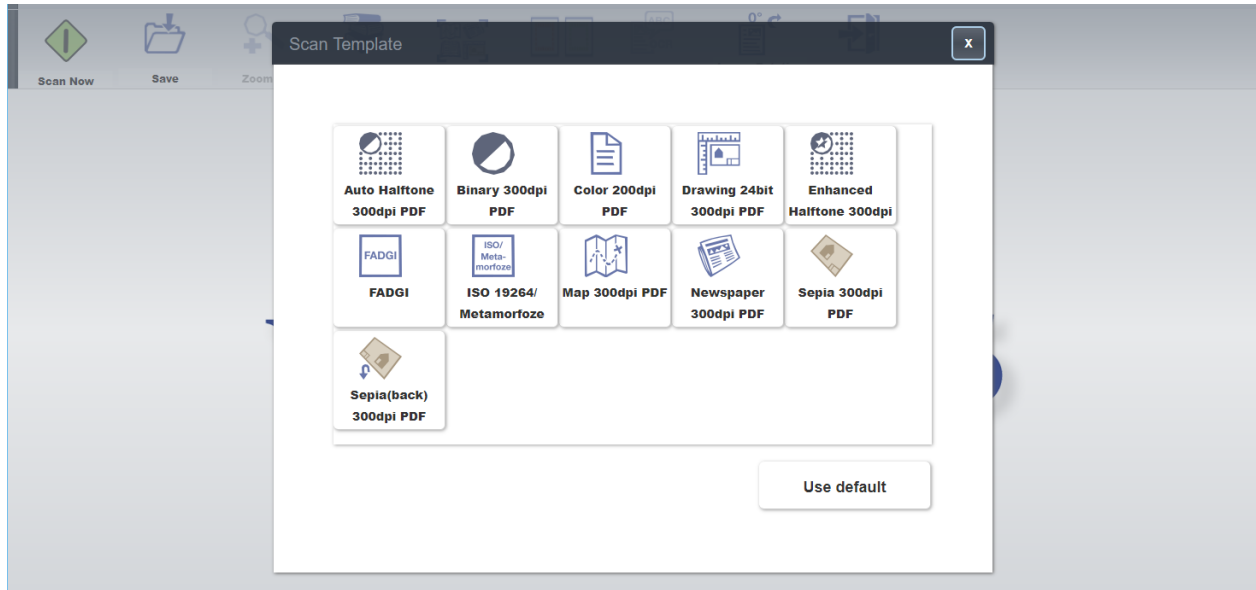 Scan Now
Save
Zoom
ABC
0°
Scan Template
x
Auto Halftone
300dpi PDF
Binary 300dpi
PDF
Color 200dpi
PDF
Drawing 24bit
300dpi PDF
Enhanced
Halftone 300dpi
FADGI
FADGI
ISO/
Meta-
morfoze
ISO 19264/
Metamorfoze
Map 300dpi PDF
Newspaper
300dpi PDF
Sepia 300dpi
PDF
Sepia(back)
300dpi PDF
Use default